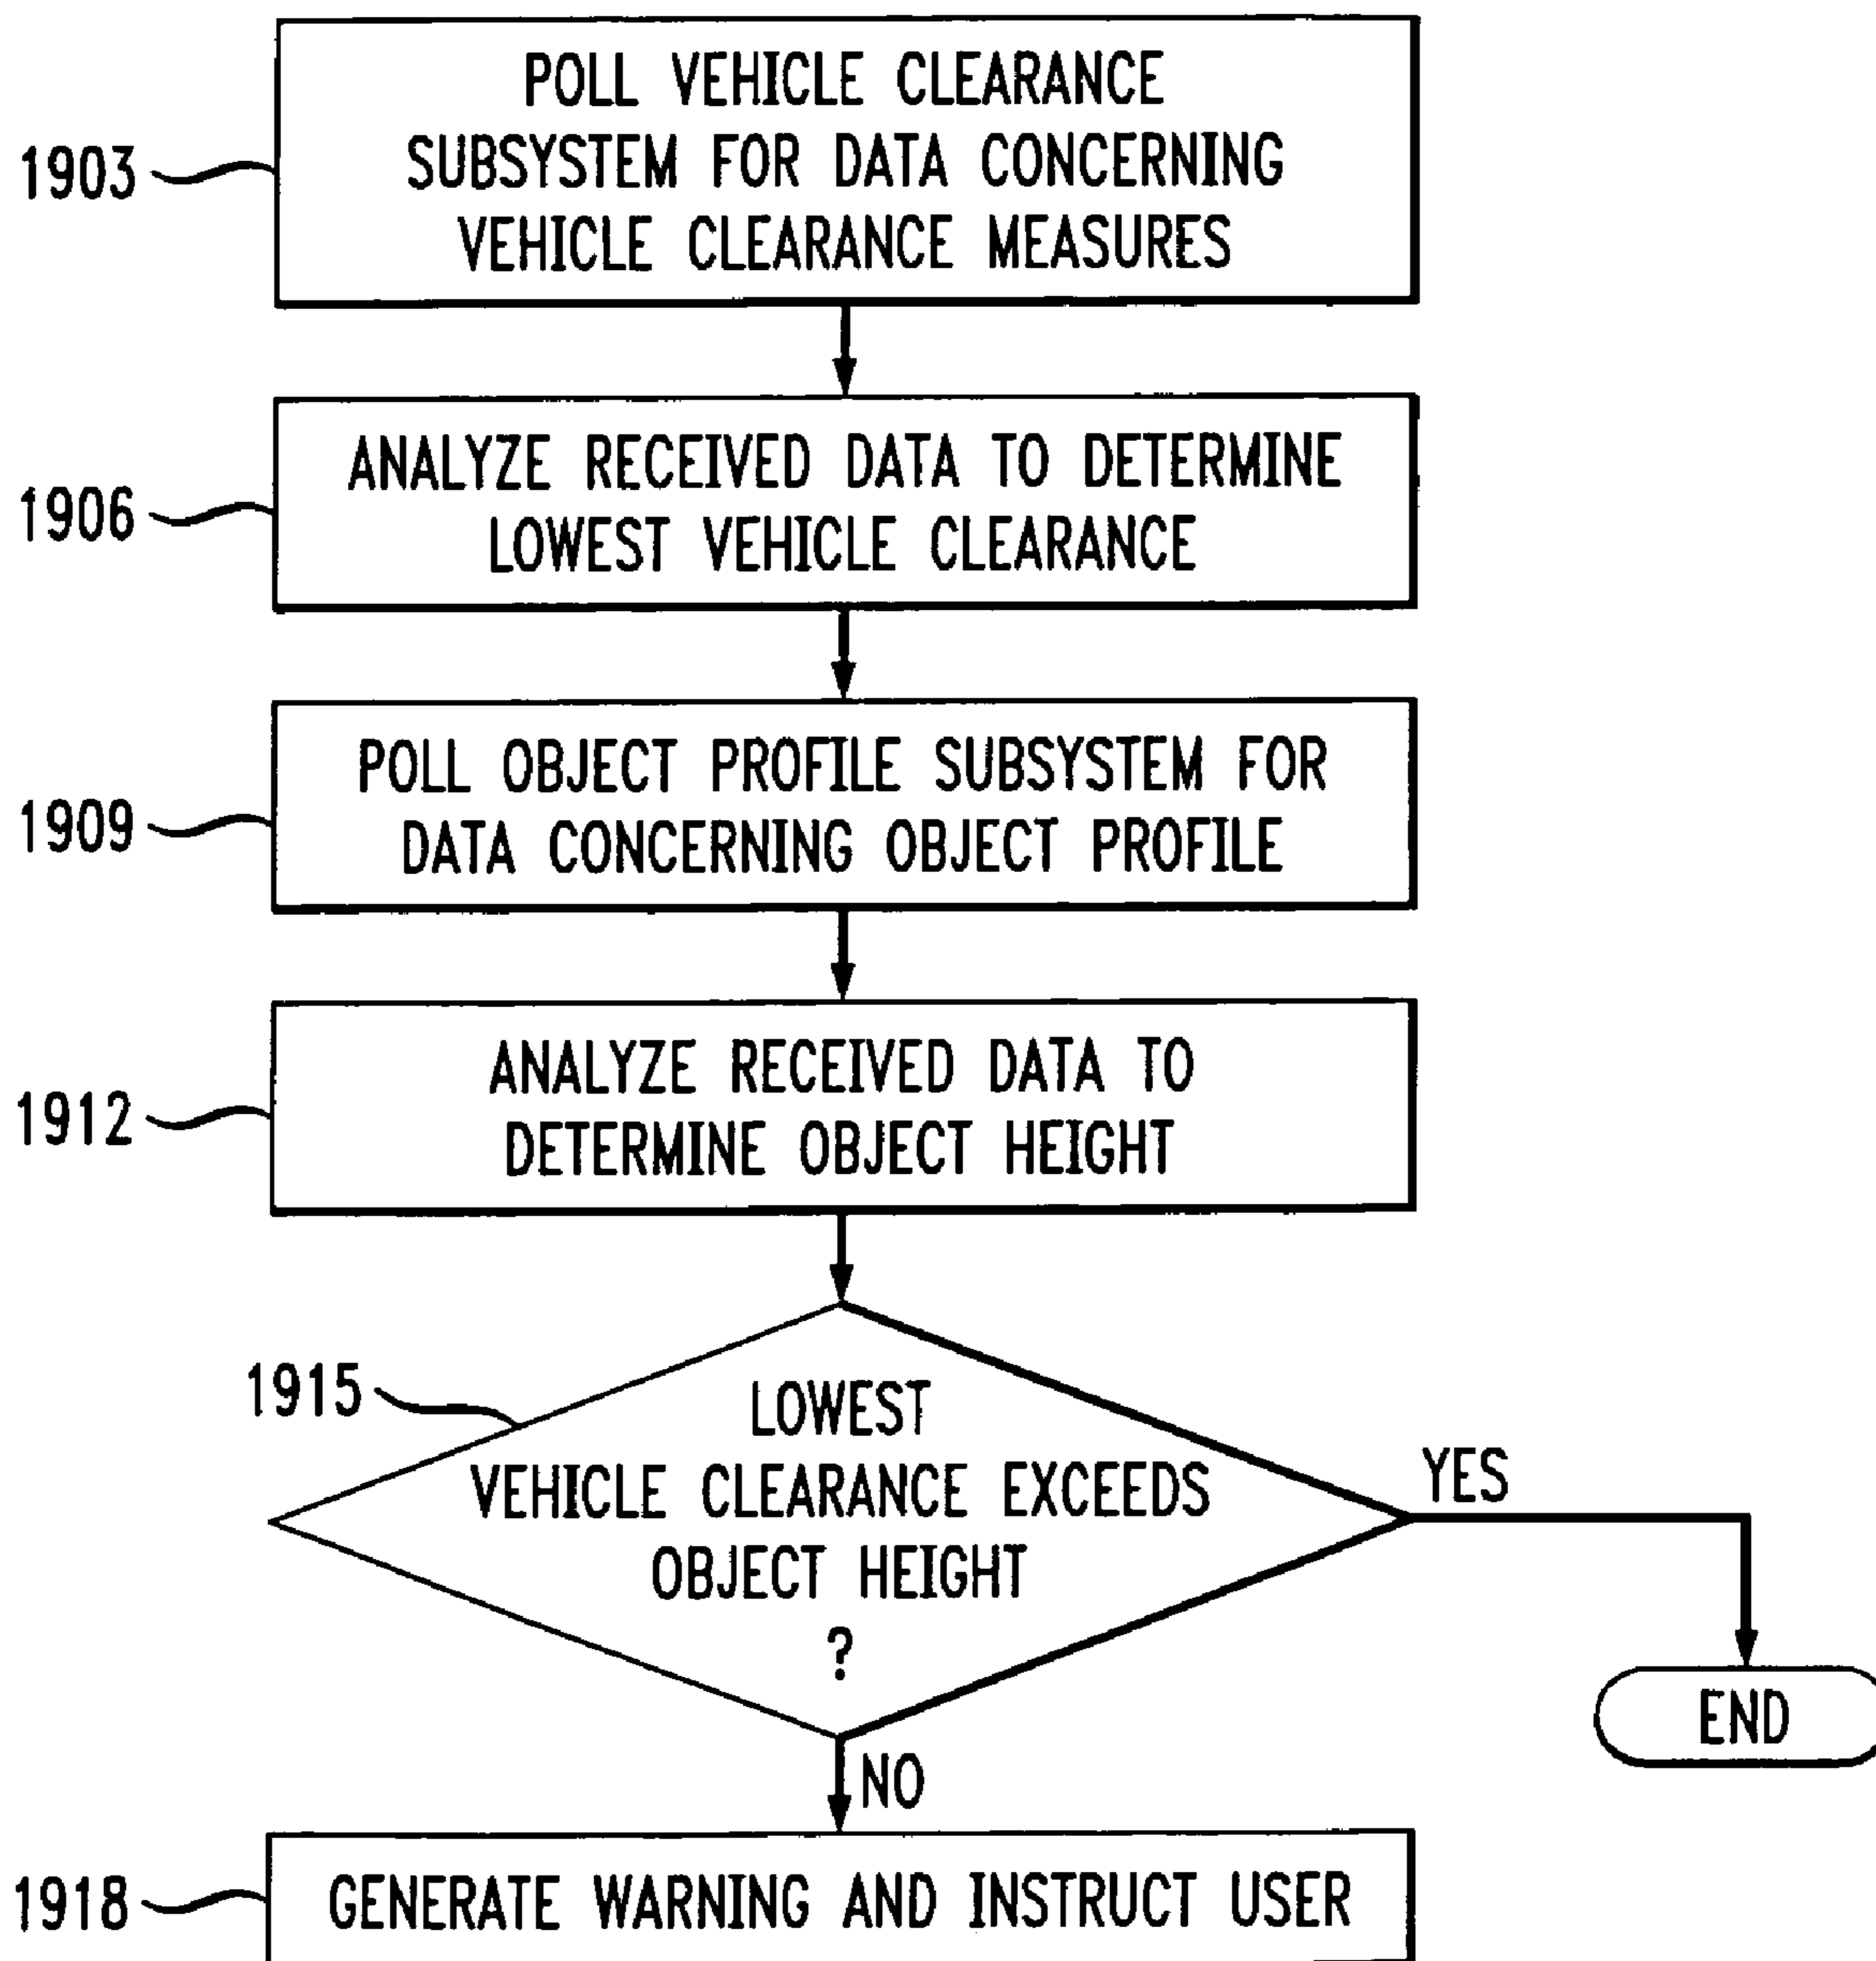 1903
POLL VEHICLE CLEARANCE
SUBSYSTEM FOR DATA CONCERNING
VEHICLE CLEARANCE MEASURES
1906
ANALYZE RECEIVED DATA TO DETERMINE
LOWEST VEHICLE CLEARANCE
1909
POLL OBJECT PROFILE SUBSYSTEM FOR
DATA CONCERNING OBJECT PROFILE
1912
ANALYZE RECEIVED DATA TO
DETERMINE OBJECT HEIGHT
1915
LOWEST
VEHICLE CLEARANCE EXCEEDS
OBJECT HEIGHT
?
YES
END
NO
1918
GENERATE WARNING AND INSTRUCT USER